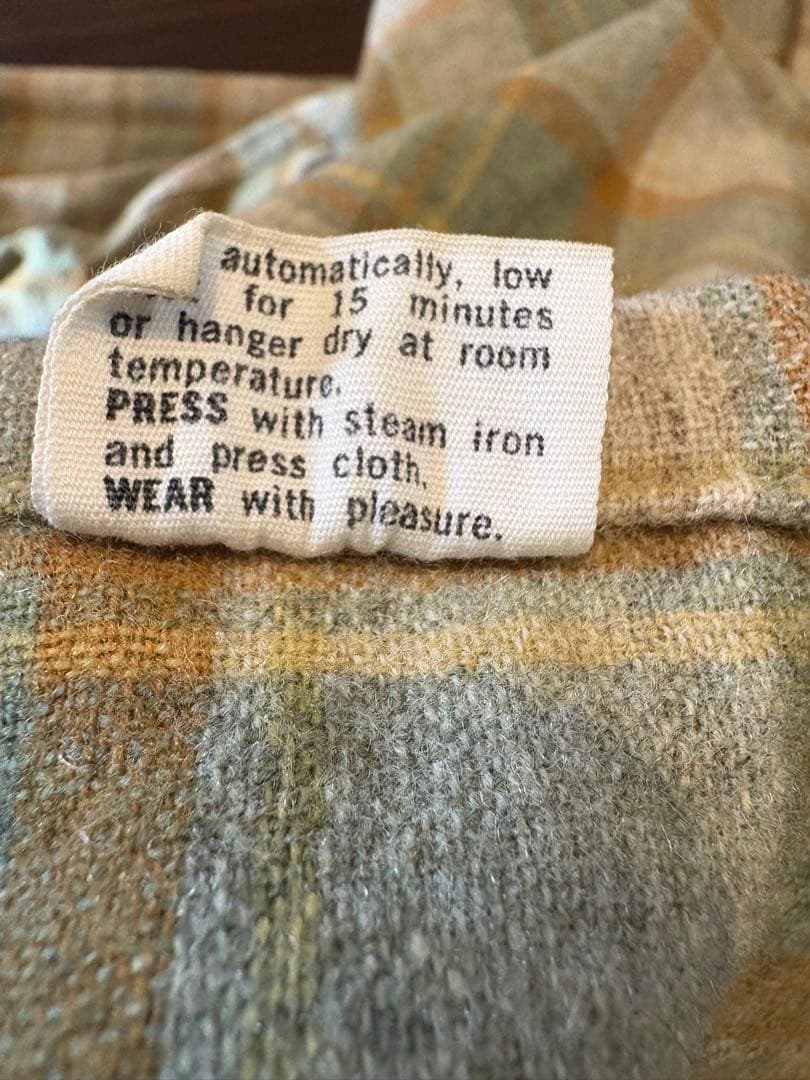 automatically, low
for 15 minutes
or hanger dry at room
temperature.
PRESS with steam iron
and press cloth.
WEAR with pleasure.